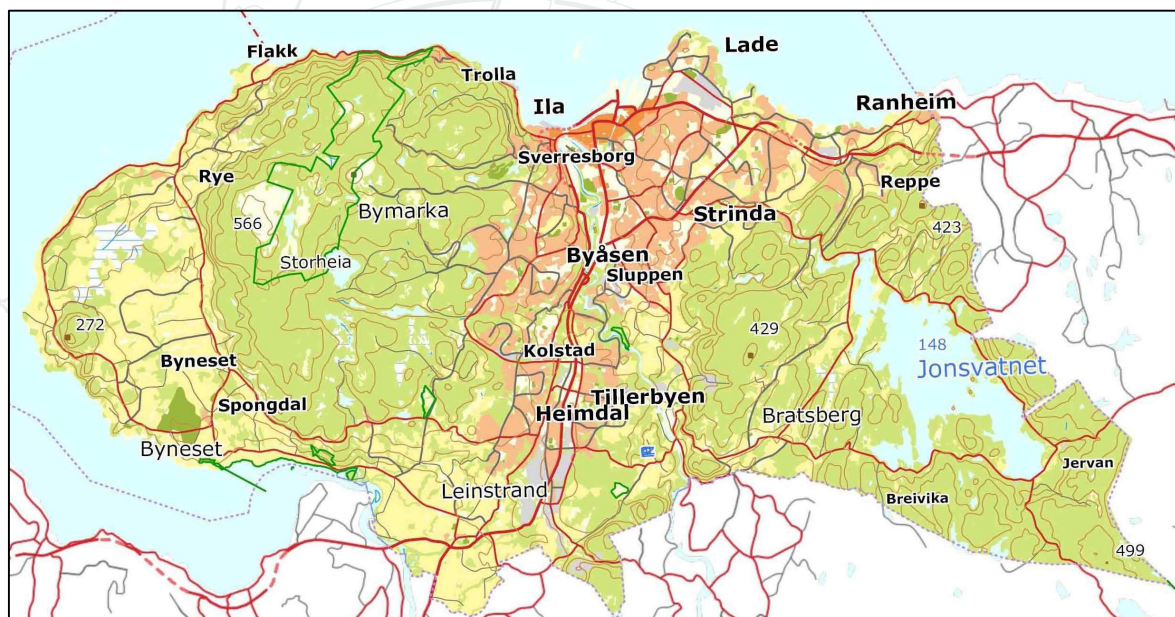 Flakk
Lade
Trolla
Ila
Ranheim
Sverresborg
Rye
Reppe
Bymarka
Strinda
566
423
Byåsen
Storheia
Sluppen
272
429
148
Kolstad
Jonsvatnet
Byneset
Tillerbyen
Spongdal
Heimdal
Bratsberg
Byneset
Jervan
Leinstrand
Breivika
499